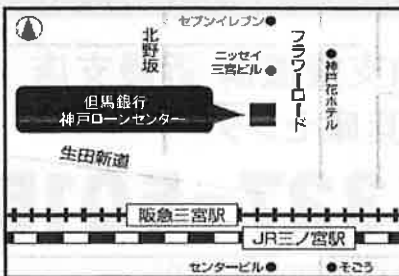 セブンイレブン
北野坂
フラワーロード
ニッセイ
三宮ビル
神戸花ホテル
但馬銀行
神戸ローンセンター
生田新道
阪急三宮駅
JR三ノ宮駅
センタービル
そごう